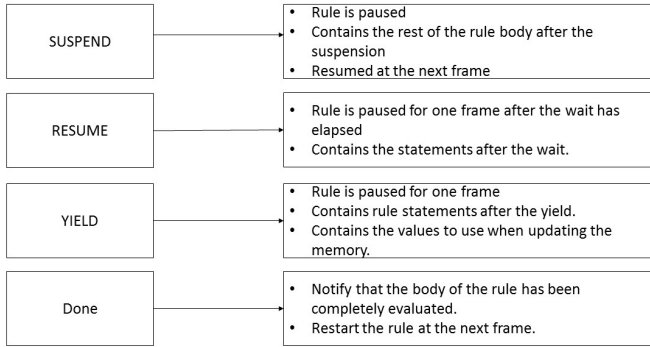 SUSPEND
• Rule is paused
• Contains the rest of the rule body after the
suspension
• Resumed at the next frame
RESUME
• Rule is paused for one frame after the wait has
elapsed
• Contains the statements after the wait.
YIELD
• Rule is paused for one frame
• Contains rule statements after the yield.
• Contains the values to use when updating the
memory.
Done
• Notify that the body of the rule has been
completely evaluated.
• Restart the rule at the next frame.